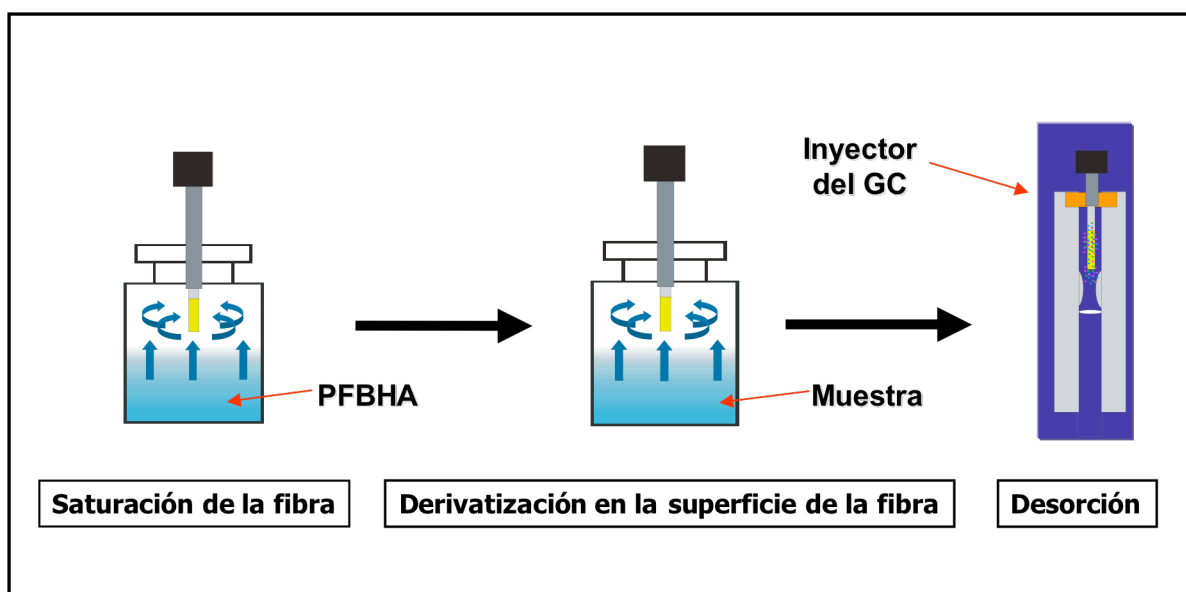 Inyector
del GC
PFBHA
Muestra
Saturación de la fibra
Derivatización en la superficie de la fibra
Desorción